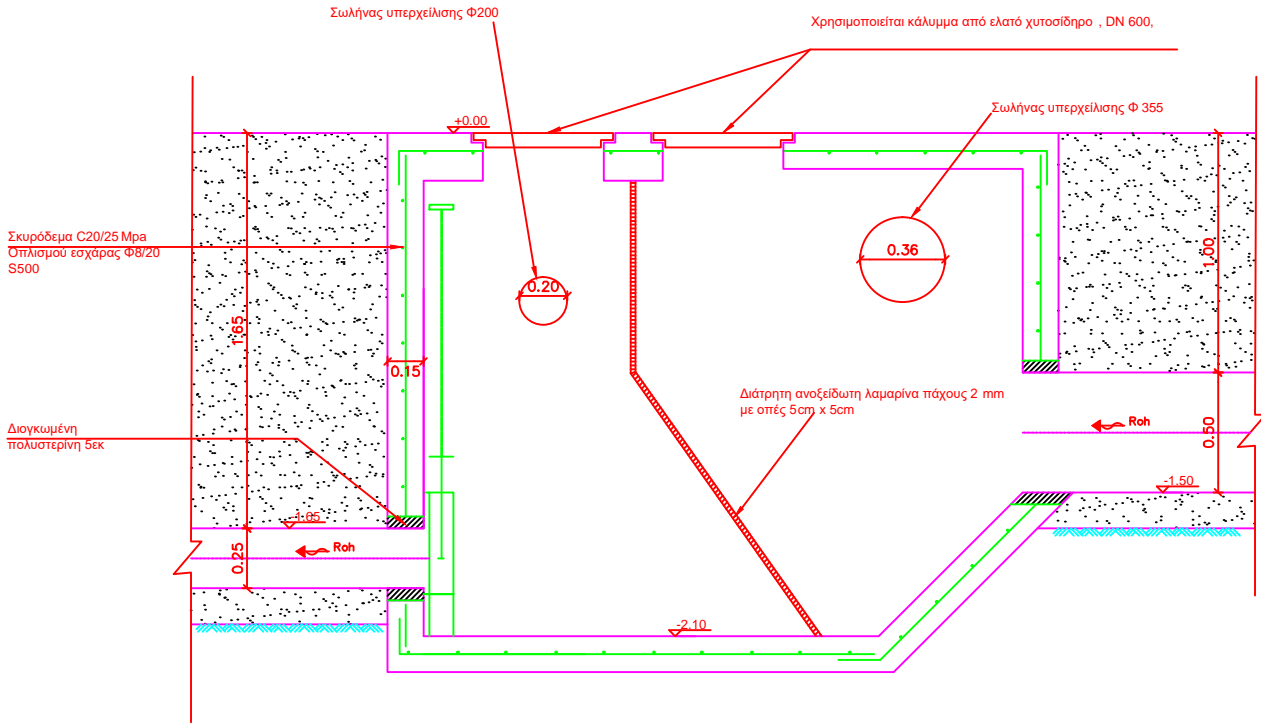 Σωλήνας υπερχείλισης Φ200
Χρησιμοποιείται κάλυμμα από ελατό χυτοσίδηρο , DN 600,
Σωλήνας υπερχείλισης Φ 355
+0.00
Σκυρόδεμα C20/25 Mpa
Οπλισμού εσχάρας Φ8/20
S500
0.36
1.00
0.20
1.65
0.15
Διάτρητη ανοξείδωτη λαμαρίνα πάχους 2 mm
με οπές 5cm x 5cm
Διογκωμένη
πολυστερίνη 5εκ
Roh
0.50
-1.50
-1.65
Roh
0.25
-2.10